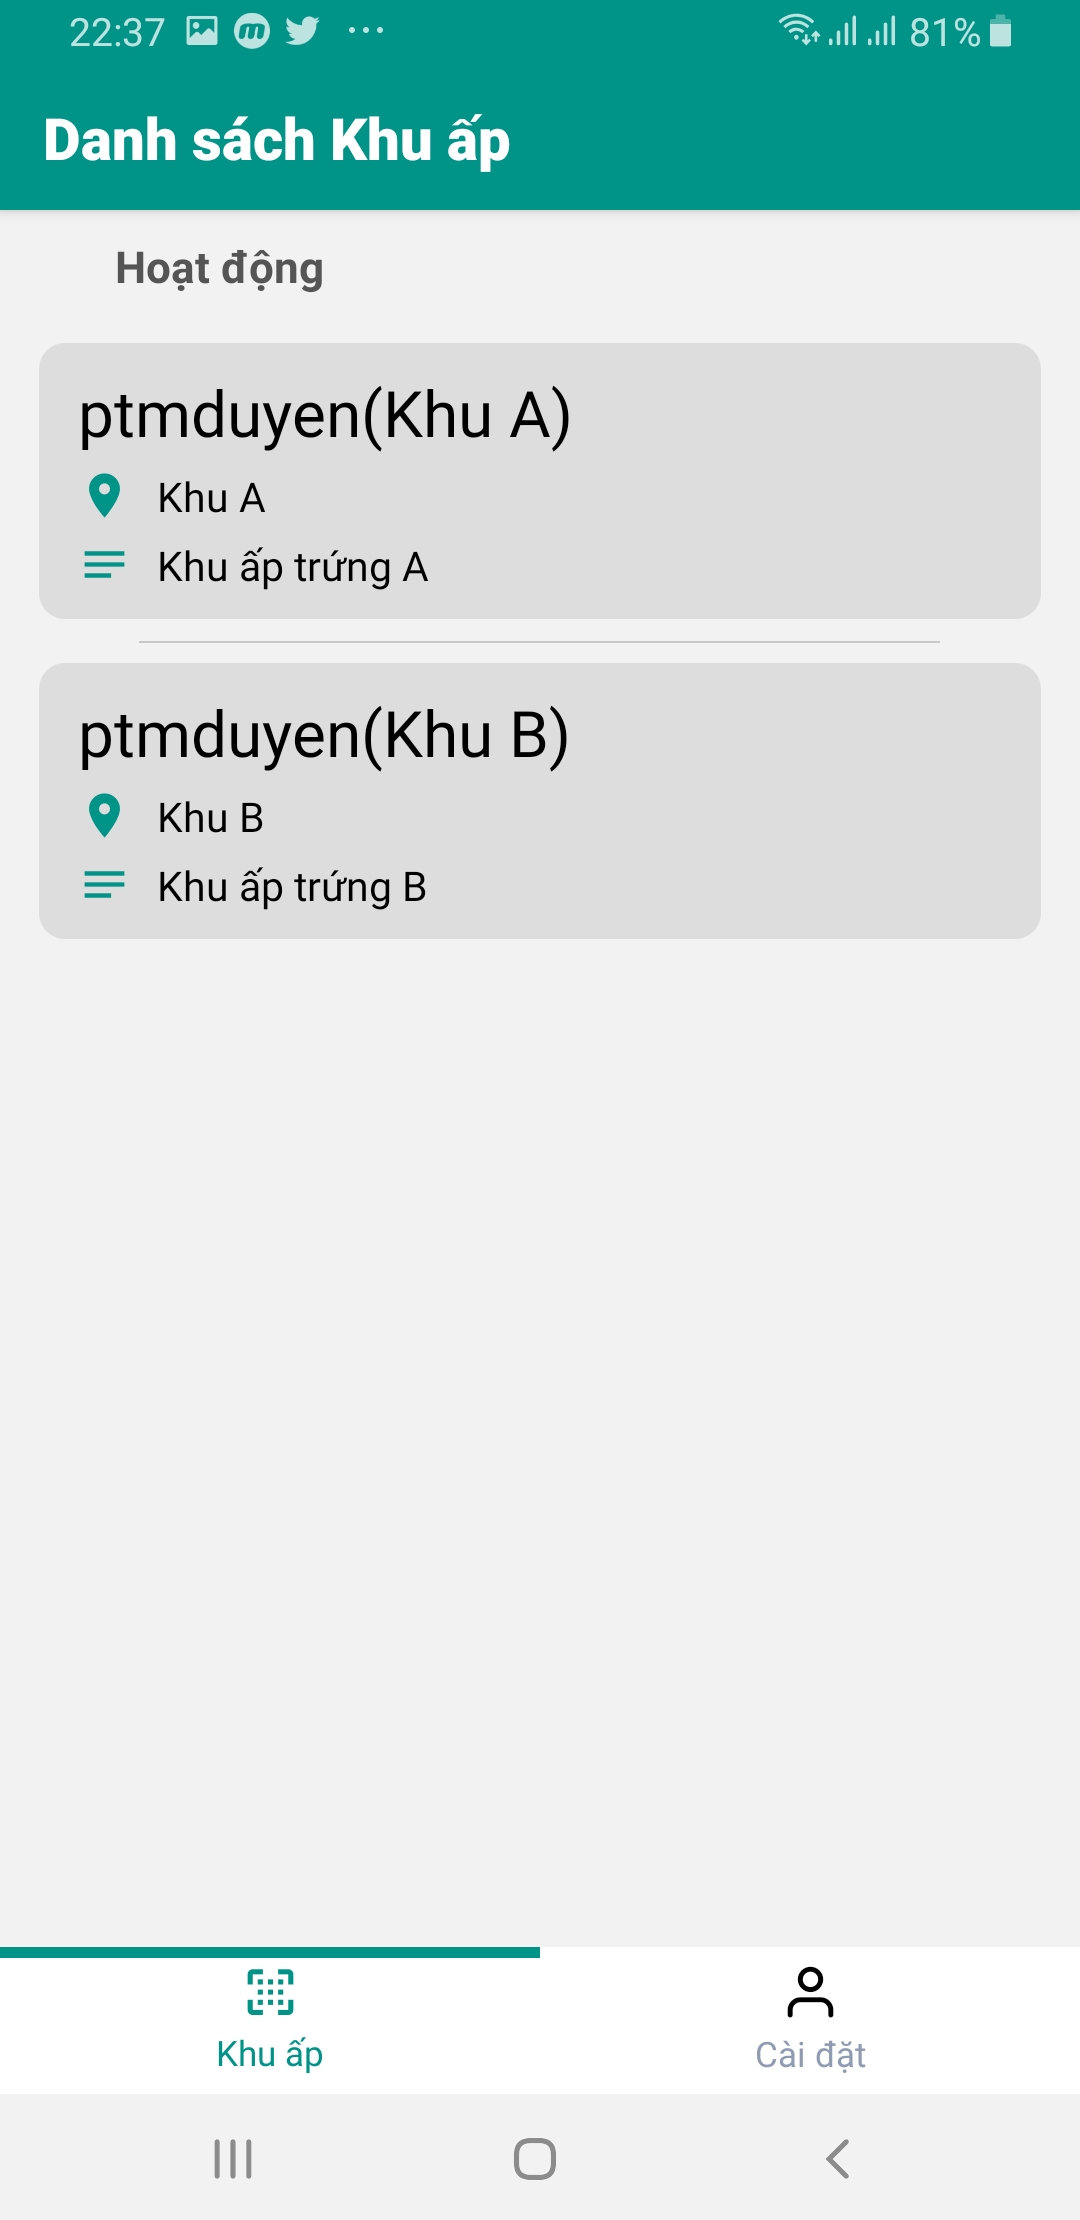 22:37 81%
Danh sách Khu ấp
Hoạt động
ptmduyen(Khu A)
Khu A
Khu ấp trứng A
ptmduyen(Khu B)
Khu B
Khu ấp trứng B
Khu ấp
Cài đặt